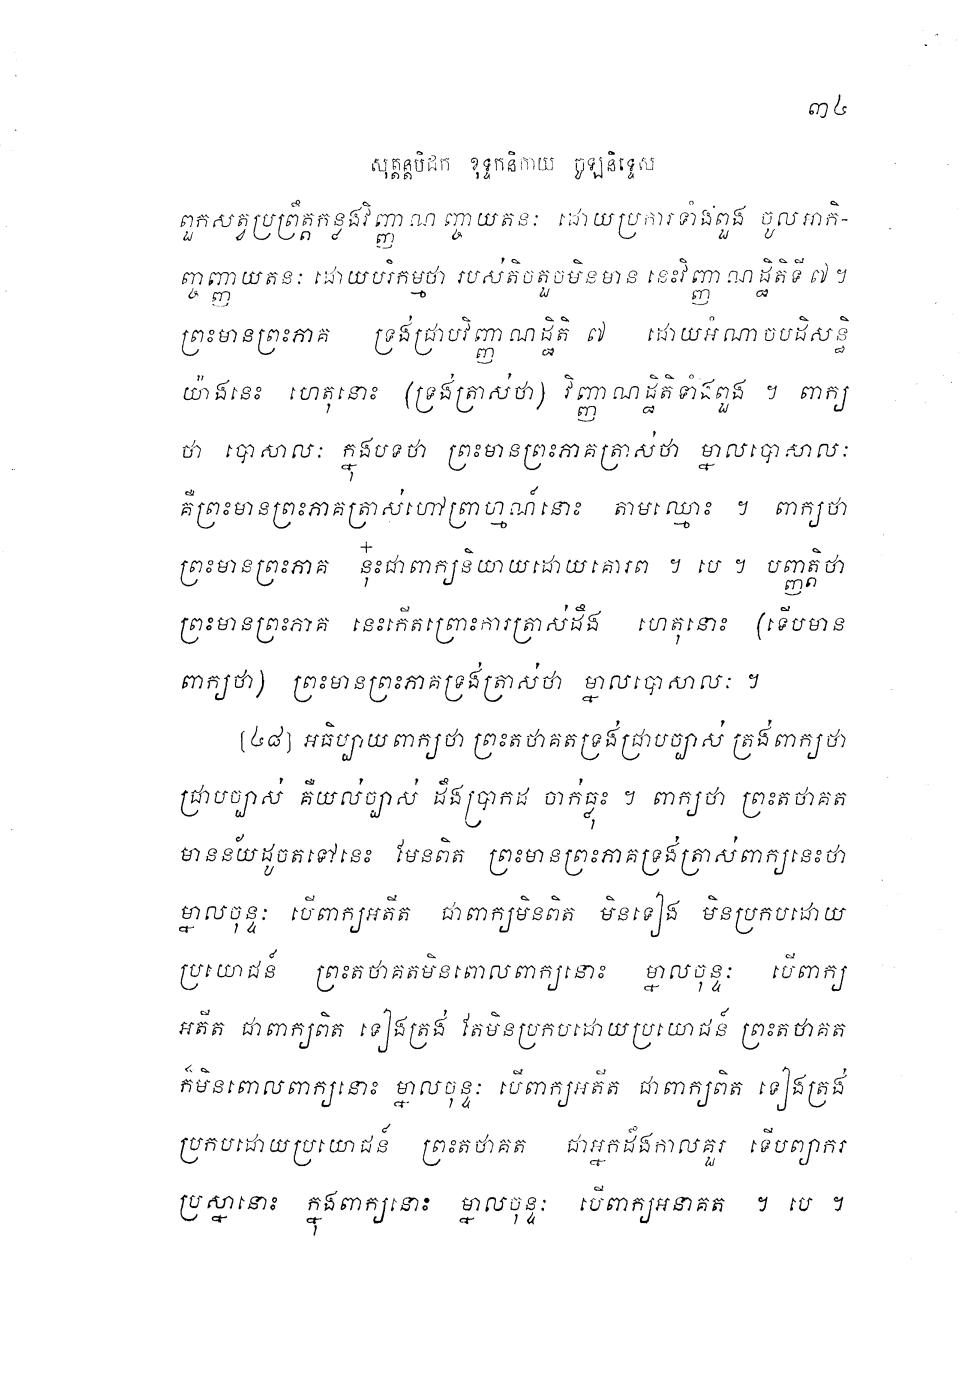 ៣៤
សុត្តន្តបិដក ខុទ្ទកនិកាយ ចូឡនិទ្ទេស
ពួកសត្វប្រព្រឹត្តកន្លងវិញ្ញាណញ្ចាយតនៈ ដោយប្រការទាំងពួង ចូលអាកិ-
ញ្ចញ្ញាយតនៈ ដោយបរិកម្មថា របស់តិចតួចមិនមាន នេះវិញ្ញាណដ្ឋិតិទី ៧ ។
ព្រះមានព្រះភាគ ទ្រង់ជ្រាបវិញ្ញាណដ្ឋិតិ ៧ ដោយអំណាចបដិសន្ធិ
យ៉ាងនេះ ហេតុនោះ (ទ្រង់ត្រាស់ថា) វិញ្ញាណដ្ឋិតិទាំងពួង ។ ពាក្យ
ថា បោសាលៈ ក្នុងបទថា ព្រះមានព្រះភាគត្រាស់ថា ម្នាលបោសាលៈ
គឺព្រះមានព្រះភាគត្រាស់ហៅព្រាហ្មណ៍នោះ តាមឈ្មោះ ។ ពាក្យថា
ព្រះមានព្រះភាគ នុ៎ះជាពាក្យនិយាយដោយគោរព ។ បេ ។ បញ្ញត្តិថា
ព្រះមានព្រះភាគ នេះកើតព្រោះការត្រាស់ដឹង ហេតុនោះ (ទើបមាន
ពាក្យថា) ព្រះមានព្រះភាគទ្រង់ត្រាស់ថា ម្នាលបោសាលៈ ។
[៤៨] អធិប្បាយពាក្យថា ព្រះតថាគតទ្រង់ជ្រាបច្បាស់ ត្រង់ពាក្យថា
ជ្រាបច្បាស់ គឺយល់ច្បាស់ ដឹងប្រាកដ ចាក់ធ្លុះ ។ ពាក្យថា ព្រះតថាគត
មានន័យដូចតទៅនេះ មែនពិត ព្រះមានព្រះភាគទ្រង់ត្រាស់ពាក្យនេះថា
ម្នាលចុន្ទៈ បើពាក្យអតីត ជាពាក្យមិនពិត មិនទៀង មិនប្រកបដោយ
ប្រយោជន៍ ព្រះតថាគតមិនពោលពាក្យនោះ ម្នាលចុន្ទៈ បើពាក្យ
អតីត ជាពាក្យពិត ទៀងត្រង់ តែមិនប្រកបដោយប្រយោជន៍ ព្រះតថាគត
ក៏មិនពោលពាក្យនោះ ម្នាលចុន្ទៈ បើពាក្យអតីត ជាពាក្យពិត ទៀងត្រង់
ប្រកបដោយប្រយោជន៍ ព្រះតថាគត ជាអ្នកដឹងកាលគួរ ទើបព្យាករ
ប្រស្នានោះ ក្នុងពាក្យនោះ ម្នាលចុន្ទៈ បើពាក្យអនាគត ។ បេ ។